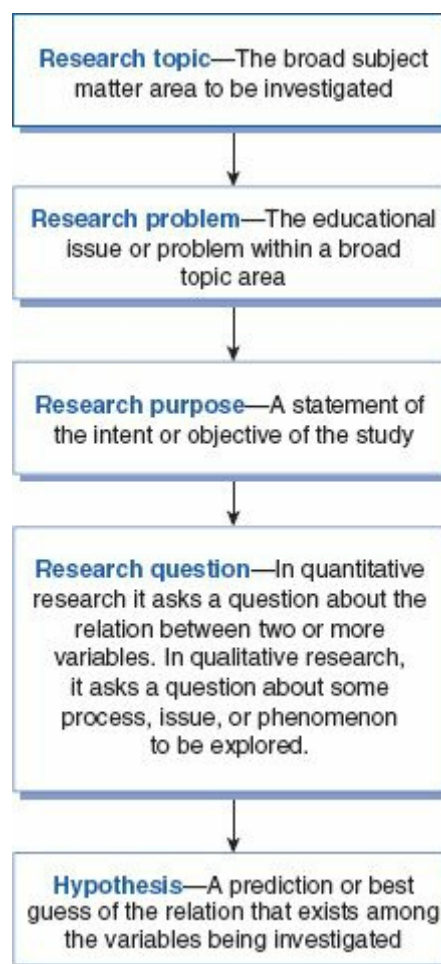 Research topic—The broad subject
matter area to be investigated
Research problem—The educational
issue or problem within a broad
topic area
Research purpose—A statement of
the intent or objective of the study
Research question—In quantitative
research it asks a question about the
relation between two or more
variables. In qualitative research,
it asks a question about some
process, issue, or phenomenon
to be explored.
Hypothesis—A prediction or best
guess of the relation that exists among
the variables being investigated